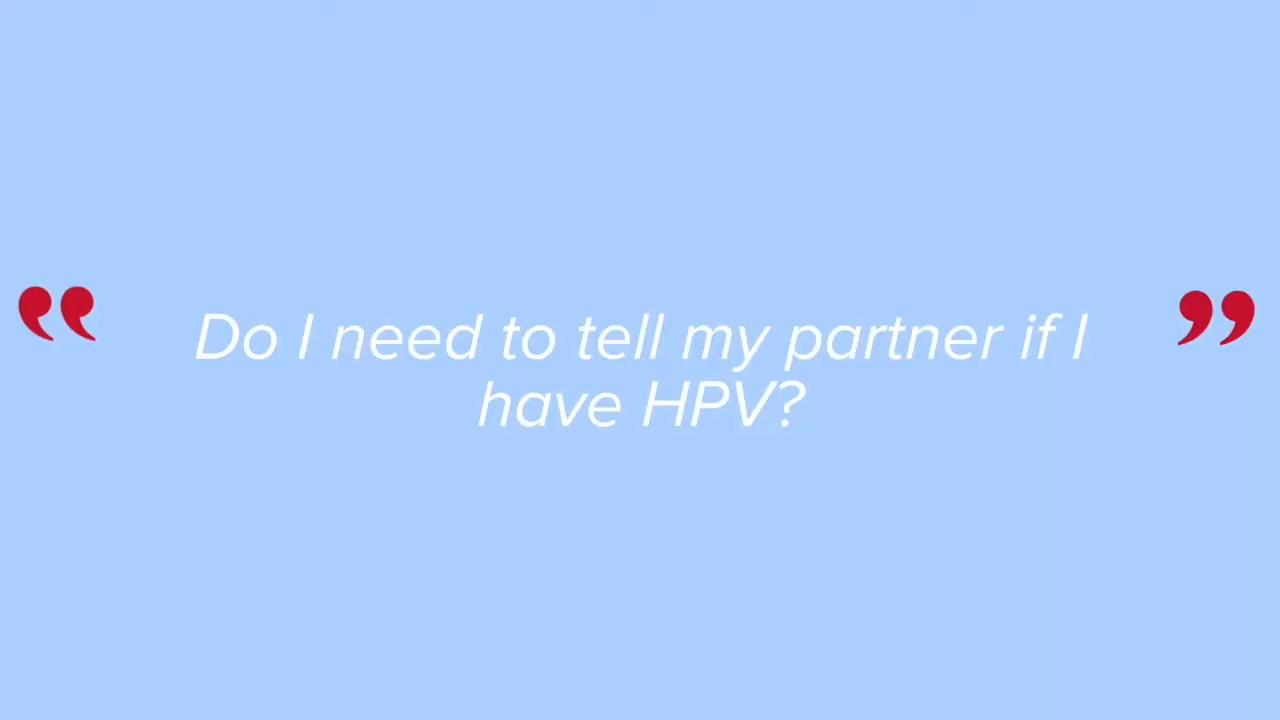 “Do I need to tell my partner if I”
have HPV?